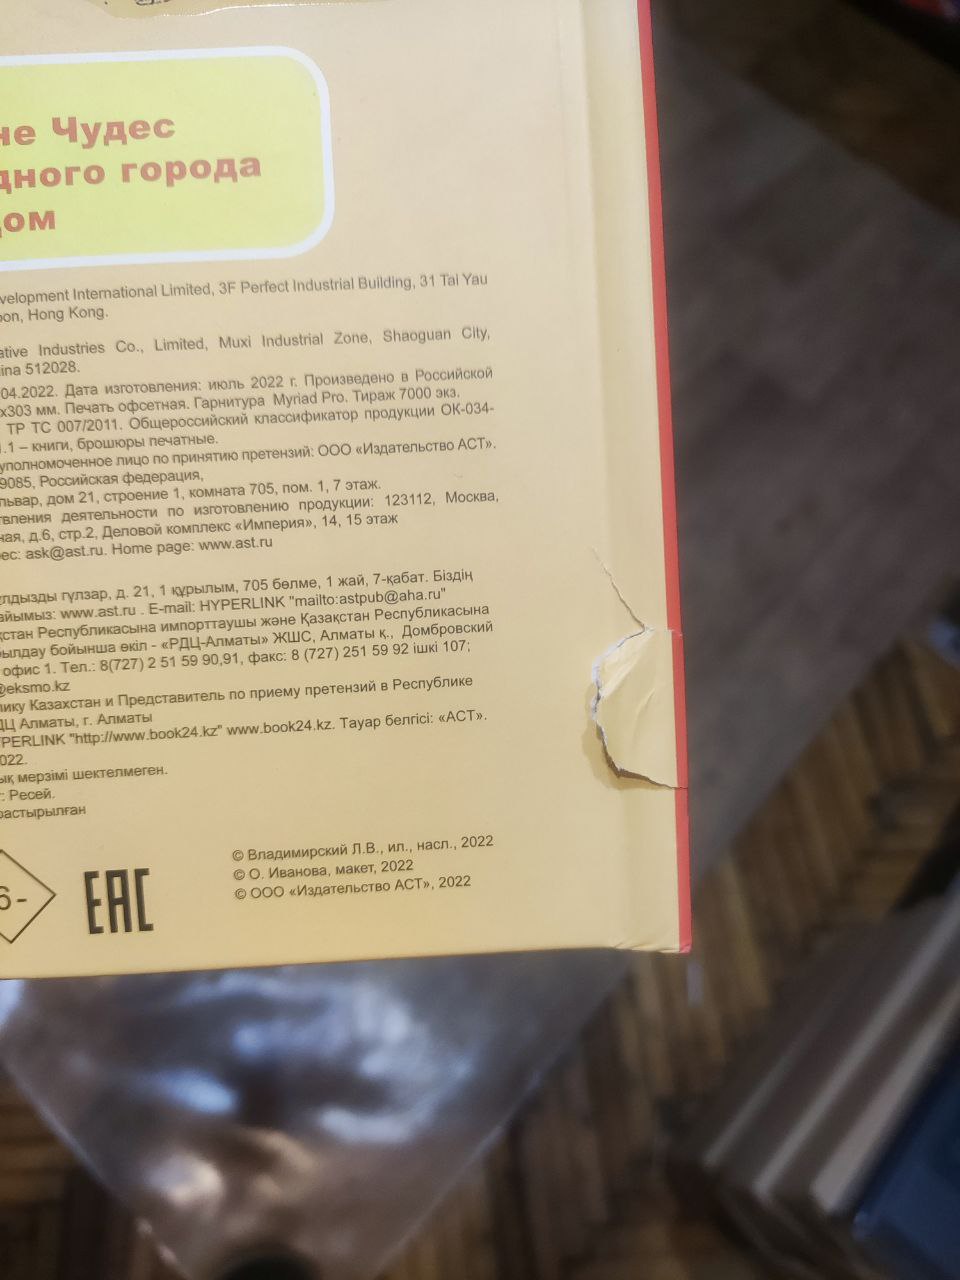 не Чудес
дного города
дом
velopment International Limited, 3F Perfect Industrial Building, 31 Tai Yau
oon, Hong Kong.
ative Industries Co., Limited, Muxi Industrial Zone, Shaoguan City,
ina 512028.
04.2022. Дата изготовления: июль 2022 г. Произведено в Российской
х303 мм. Печать офсетная. Гарнитура Myriad Pro. Тираж 7000 экз.
ТР ТС 007/2011. Общероссийский классификатор продукции ОК-034-
1.1 – книги, брошюры печатные.
уполномоченное лицо по принятию претензий: ООО «Издательство АСТ».
9085, Российская федерация,
львар, дом 21, строение 1, комната 705, пом. 1, 7 этаж.
твления деятельности по изготовлению продукции: 123112, Москва,
ная, д.6, стр.2, Деловой комплекс «Империя», 14, 15 этаж
ес: ask@ast.ru. Home page: www.ast.ru
лдызды гүлзар, д. 21, 1 құрылым, 705 бөлме, 1 жай, 7-қабат. Біздің
айымыз: www.ast.ru . E-mail: HYPERLINK "mailto:astpub@aha.ru"
қстан Республикасына импорттаушы және Қазақстан Республикасына
былдау бойынша өкіл - «РДЦ-Алматы» ЖШС, Алматы қ., Домбровский
офис 1. Тел.: 8(727) 2 51 59 90,91, факс: 8 (727) 251 59 92 ішкі 107;
@eksmo.kz
лику Казахстан и Представитель по приему претензий в Республике
ДЦ Алматы, г. Алматы
YPERLINK "http://www.book24.kz" www.book24.kz. Тауар белгісі: «АСТ».
022.
ық мерзімі шектелмеген.
: Ресей.
растырылған
6-
ЕАС
© Владимирский Л.В., ил., насл., 2022
© О. Иванова, макет, 2022
© ООО «Издательство АСТ», 2022